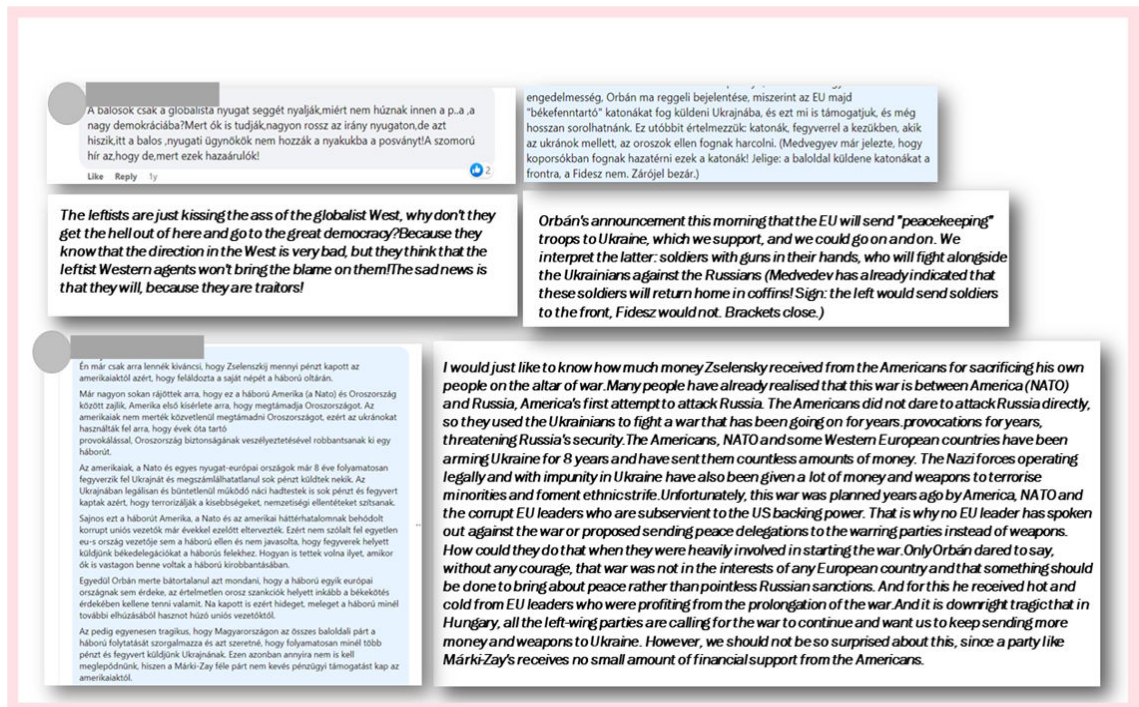 A balosok csak a globalista nyugat seggét nyalják,miért nem húznak innen a p..a ,a
nagy demokráciába?Mert ők is tudják,nagyon rossz az irány nyugaton,de azt
hiszik,itt a balos ,nyugati ügynökök nem hozzák a nyakukba a posványt!A szomorú
hír az,hogy de,mert ezek hazaárulók!
Like Reply 1y
2
The leftists are just kissing the ass of the globalist West, why don't they
get the hell out of here and go to the great democracy?Because they
know that the direction in the West is very bad, but they think that the
leftist Western agents won't bring the blame on them!The sad news is
that they will, because they are traitors!
engedelmesség, Orbán ma reggeli bejelentése, miszerint az EU majd
"békefenntartó" katonákat fog küldeni Ukrajnába, és ezt mi is támogatjuk, és még
hosszan sorolhatnánk. Ez utóbbit értelmezzük: katonák, fegyverrel a kezükben, akik
az ukránok mellett, az oroszok ellen fognak harcolni. (Medvegyev már jelezte, hogy
koporsókban fognak hazatérni ezek a katonák! Jelige: a baloldal küldene katonákat a
frontra, a Fidesz nem. Zárójel bezár.)
Orbán's announcement this morning that the EU will send "peacekeeping"
troops to Ukraine, which we support, and we could go on and on. We
interpret the latter: soldiers with guns in their hands, who will fight alongside
the Ukrainians against the Russians (Medvedev has already indicated that
these soldiers will return home in coffins! Sign: the left would send soldiers
to the front, Fidesz would not. Brackets close.)
Én már csak arra lennék kíváncsi, hogy Zselenszkij mennyi pénzt kapott az
amerikaiaktól azért, hogy feláldozta a saját népét a háború oltárán.
Már nagyon sokan rájöttek arra, hogy ez a háború Amerika (a Nato) és Oroszország
között zajlik, Amerika első kísérlete arra, hogy megtámadja Oroszországot. Az
amerikaiak nem merték közvetlenül megtámadni Oroszországot, ezért az ukránokat
használták fel arra, hogy évek óta tartó
provokálással, Oroszország biztonságának veszélyeztetésével robbantsanak ki egy
háborút.
Az amerikaiak, a Nato és egyes nyugat-európai országok már 8 éve folyamatosan
fegyverzik fel Ukrajnát és megszámlálhatatlanul sok pénzt küldtek nekik. Az
Ukrajnában legálisan és büntetlenül működő náci hadtestek is sok pénzt és fegyvert
kaptak azért, hogy terrorizálják a kisebbségeket, nemzetiségi ellentéteket szítsanak.
Sajnos ezt a háborút Amerika, a Nato és az amerikai háttérhatalomnak behódolt
korrupt uniós vezetők már évekkel ezelőtt eltervezték. Ezért nem szólalt fel egyetlen
eu-s ország vezetője sem a háború ellen és nem javasolta, hogy fegyverek helyett
küldjünk békedelegációkat a háborús felekhez. Hogyan is tettek volna ilyet, amikor
ők is vastagon benne voltak a háború kirobbantásában.
Egyedül Orbán merte bátortalanul azt mondani, hogy a háború egyik európai
országnak sem érdeke, az értelmetlen orosz szankciók helyett inkább a békekötés
érdekében kellene tenni valamit. Na kapott is ezért hideget, meleget a háború minél
további elhúzásából hasznot húzó uniós vezetőktől.
Az pedig egyenesen tragikus, hogy Magyarországon az összes baloldali párt a
háború folytatását szorgalmazza és azt szeretné, hogy folyamatosan minél több
pénzt és fegyvert küldjünk Ukrajnának. Ezen azonban annyira nem is kell
meglepődnünk, hiszen a Márki-Zay féle párt nem kevés pénzügyi támogatást kap az
amerikaiaktól.
I would just like to know how much money Zselensky received from the Americans for sacrificing his own
people on the altar of war.Many people have already realised that this war is between America (NATO)
and Russia, America's first attempt to attack Russia. The Americans did not dare to attack Russia directly,
so they used the Ukrainians to fight a war that has been going on for years.provocations for years,
threatening Russia's security.The Americans, NATO and some Western European countries have been
arming Ukraine for 8 years and have sent them countless amounts of money. The Nazi forces operating
legally and with impunity in Ukraine have also been given a lot of money and weapons to terrorise
minorities and foment ethnic strife.Unfortunately, this war was planned years ago by America, NATO and
the corrupt EU leaders who are subservient to the US backing power. That is why no EU leader has spoken
out against the war or proposed sending peace delegations to the warring parties instead of weapons.
How could they do that when they were heavily involved in starting the war.Only Orbán dared to say,
without any courage, that war was not in the interests of any European country and that something should
be done to bring about peace rather than pointless Russian sanctions. And for this he received hot and
cold from EU leaders who were profiting from the prolongation of the war.And it is downright tragic that in
Hungary, all the left-wing parties are calling for the war to continue and want us to keep sending more
money and weapons to Ukraine. However, we should not be so surprised about this, since a party like
Márki-Zay's receives no small amount of financial support from the Americans.